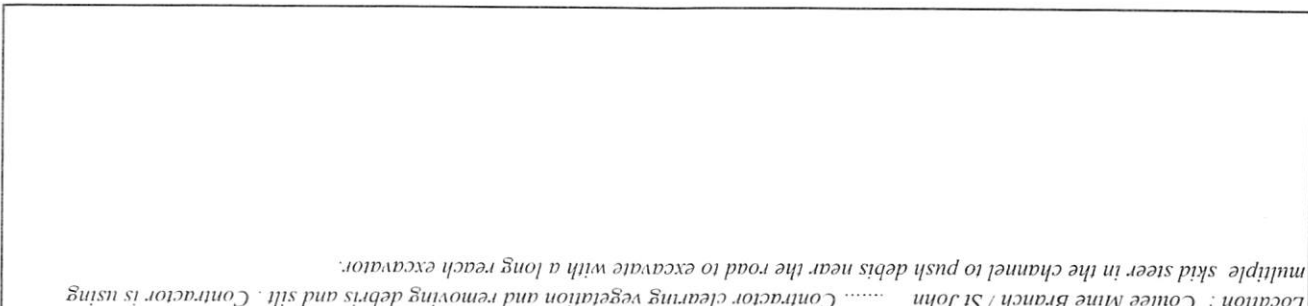 Location : Coulee Mine Branch / St John ....... Contractor clearing vegetation and removing debris and silt . Contractor is using
multiple skid steer in the channel to push debis near the road to excavate with a long reach excavator.